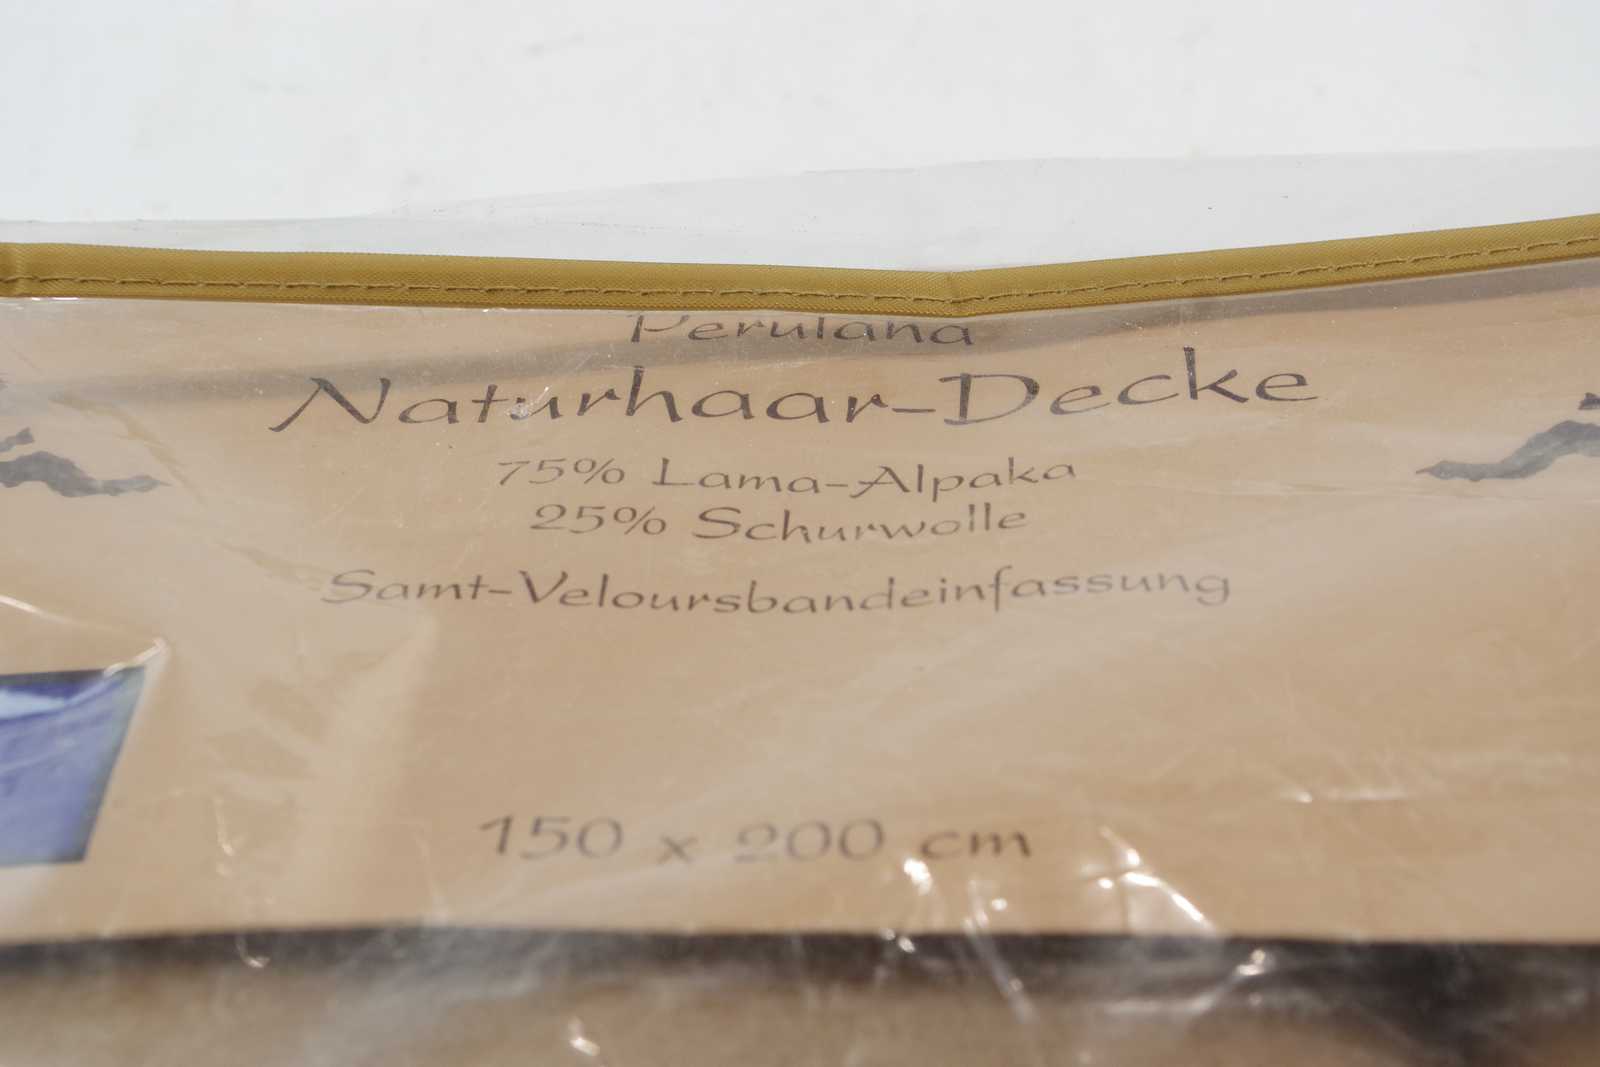 Perulana
Naturhaar-Decke
75% Lama-Alpaka
25% Schurwolle
Samt-Veloursbandeinfassung
150 x 200 cm